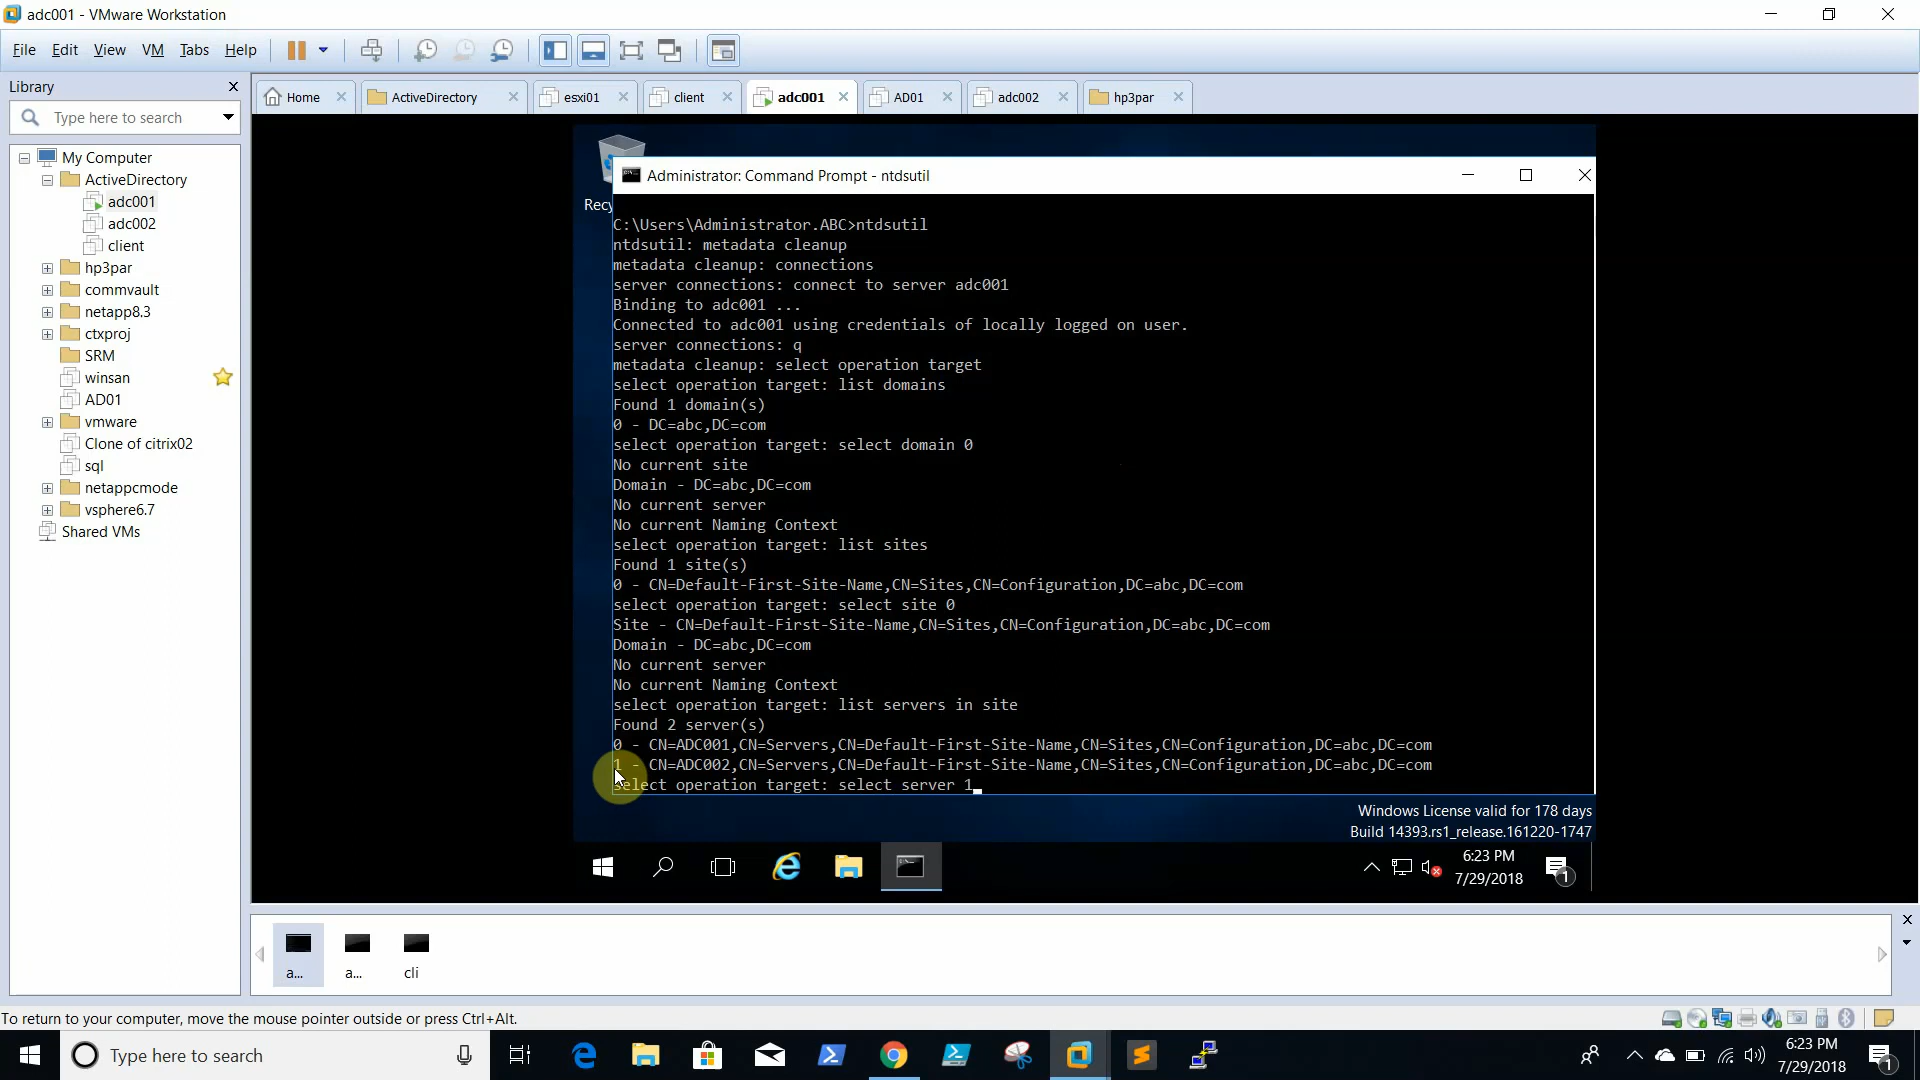 adc001 - VMware Workstation
File Edit View VM Tabs Help
Library
Type here to search
Home
ActiveDirectory
esxi01
client
adc001
AD01
adc002
hp3par
My Computer
ActiveDirectory
adc001
adc002
client
hp3par
commvault
netapp8.3
ctxproj
SRM
winsan
AD01
vmware
Clone of citrix02
sql
netappcmode
vsphere6.7
Shared VMs
Recy
Administrator: Command Prompt - ntdsutil
C:\Users\Administrator.ABC>ntdsutil
ntdsutil: metadata cleanup
metadata cleanup: connections
server connections: connect to server adc001
Binding to adc001 ...
Connected to adc001 using credentials of locally logged on user.
server connections: q
metadata cleanup: select operation target
select operation target: list domains
Found 1 domain(s)
0 - DC=abc,DC=com
select operation target: select domain 0
No current site
Domain - DC=abc,DC=com
No current server
No current Naming Context
select operation target: list sites
Found 1 site(s)
0 - CN=Default-First-Site-Name,CN=Sites,CN=Configuration,DC=abc,DC=com
select operation target: select site 0
Site - CN=Default-First-Site-Name,CN=Sites,CN=Configuration,DC=abc,DC=com
Domain - DC=abc,DC=com
No current server
No current Naming Context
select operation target: list servers in site
Found 2 server(s)
0 - CN=ADC001,CN=Servers,CN=Default-First-Site-Name,CN=Sites,CN=Configuration,DC=abc,DC=com
1 - CN=ADC002,CN=Servers,CN=Default-First-Site-Name,CN=Sites,CN=Configuration,DC=abc,DC=com
select operation target: select server 1
Windows License valid for 178 days
Build 14393.rs1_release.161220-1747
6:23 PM
7/29/2018
1
a...
a...
cli
To return to your computer, move the mouse pointer outside or press Ctrl+Alt.
Type here to search
6:23 PM
7/29/2018
1